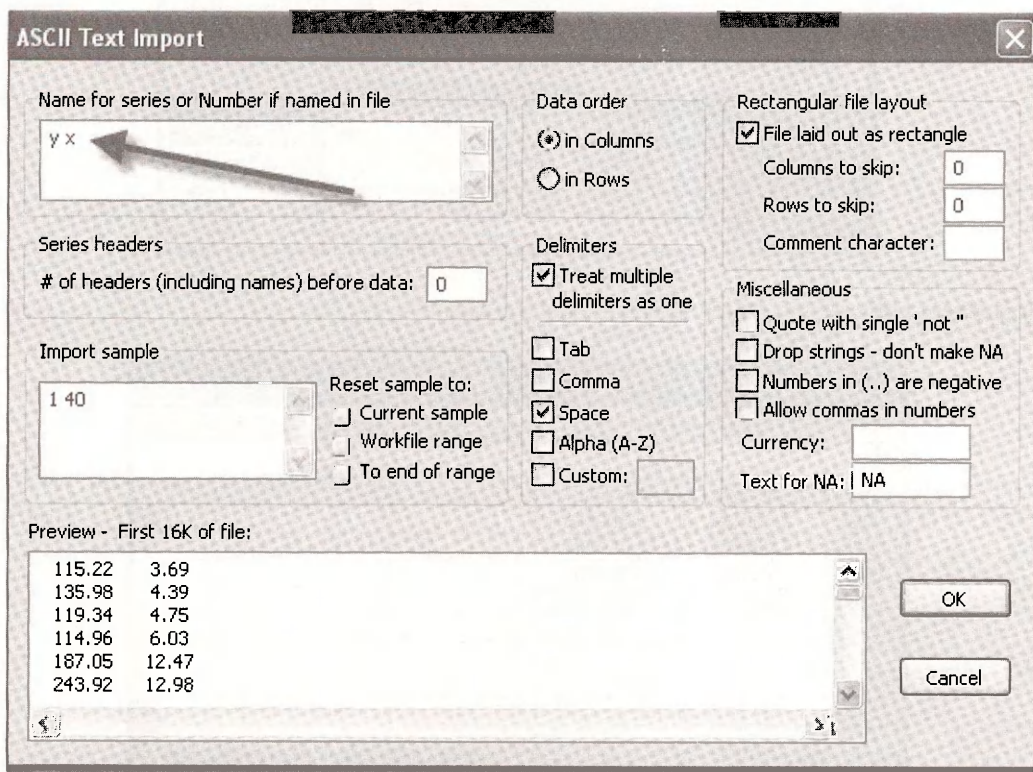 ASCII Text Import
Name for series or Number if named in file
y x
Series headers
# of headers (including names) before data: 0
Import sample
1 40
Reset sample to:
Current sample
Workfile range
To end of range
Data order
in Columns
in Rows
Delimiters
Treat multiple
delimiters as one
Tab
Comma
Space
Alpha (A-Z)
Custom:
Rectangular file layout
File laid out as rectangle
Columns to skip: 0
Rows to skip: 0
Comment character:
Miscellaneous
Quote with single ' not "
Drop strings - don't make NA
Numbers in (..) are negative
Allow commas in numbers
Currency:
Text for NA: NA
Preview - First 16K of file:
115.22 3.69
135.98 4.39
119.34 4.75
114.96 6.03
187.05 12.47
243.92 12.98
OK
Cancel